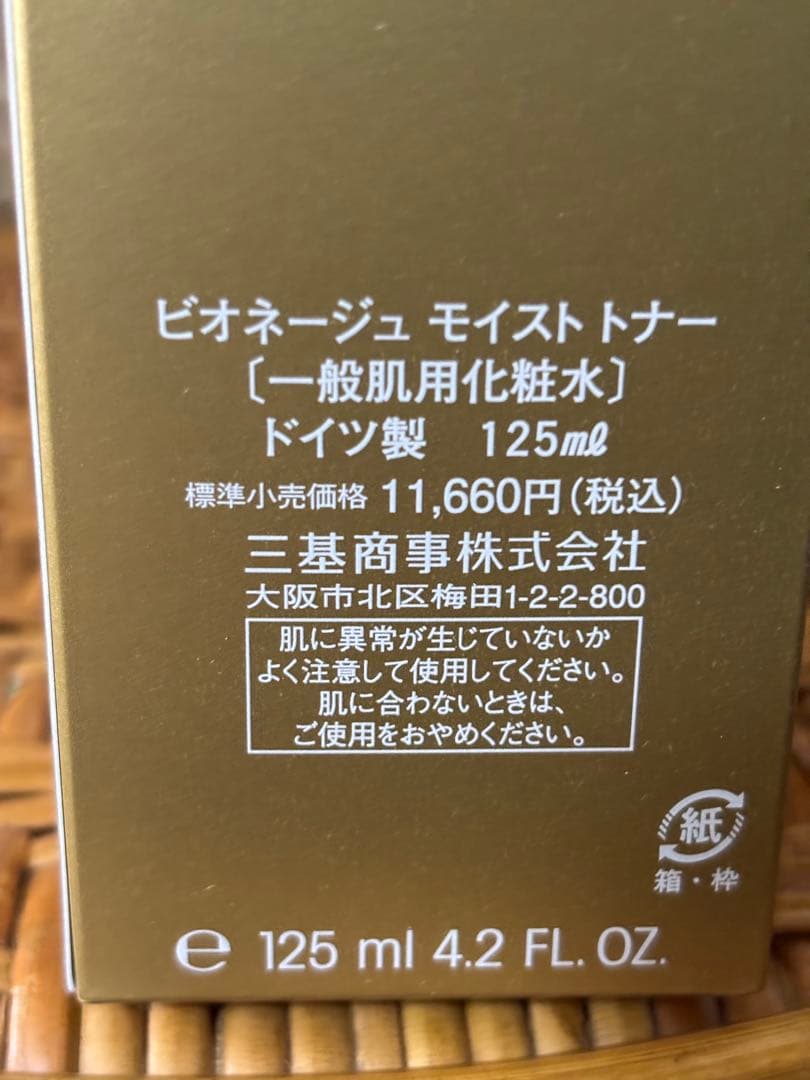 ビオネージュ モイスト トナー
〔一般肌用化粧水〕
ドイツ製 125mℓ
標準小売価格 11,660円(税込)
三基商事株式会社
大阪市北区梅田1-2-2-800
肌に異常が生じていないか
よく注意して使用してください。
肌に合わないときは、
ご使用をおやめください。
紙
箱・枠
℮ 125 ml 4.2 FL. OZ.